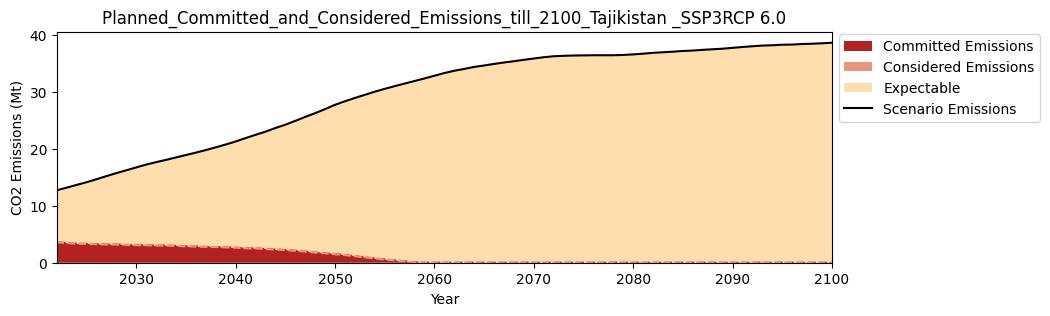 Planned_Committed_and_Considered_Emissions_till_2100_Tajikistan _SSP3RCP 6.0
CO2 Emissions (Mt)
40
30
20
10
0
2030 2040 2050 2060 2070 2080 2090 2100
Year
Committed Emissions
Considered Emissions
Expectable
Scenario Emissions